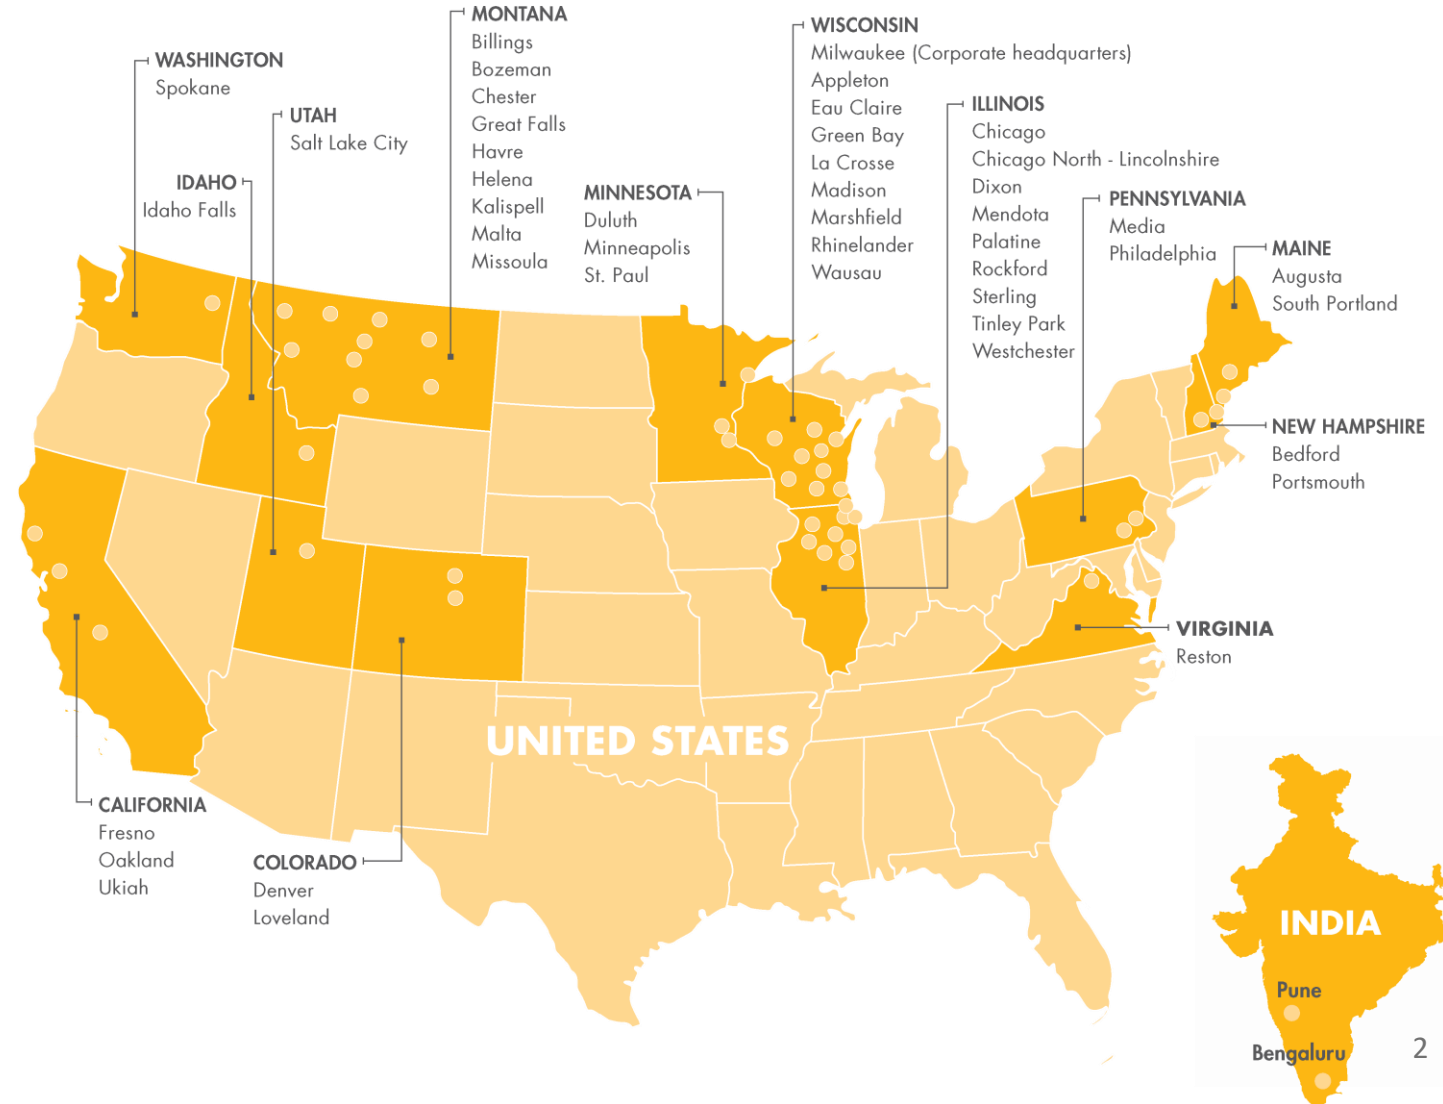 WASHINGTON
Spokane
IDAHO
Idaho Falls
UTAH
Salt Lake City
MONTANA
Billings
Bozeman
Chester
Great Falls
Havre
Helena
Kalispell
Malta
Missoula
MINNESOTA
Duluth
Minneapolis
St. Paul
WISCONSIN
Milwaukee (Corporate headquarters)
Appleton
Eau Claire
Green Bay
La Crosse
Madison
Marshfield
Rhinelander
Wausau
ILLINOIS
Chicago
Chicago North - Lincolnshire
Dixon
Mendota
Palatine
Rockford
Sterling
Tinley Park
Westchester
PENNSYLVANIA
Media
Philadelphia
MAINE
Augusta
South Portland
NEW HAMPSHIRE
Bedford
Portsmouth
VIRGINIA
Reston
UNITED STATES
CALIFORNIA
Fresno
Oakland
Ukiah
COLORADO
Denver
Loveland
INDIA
Pune
Bengaluru
2